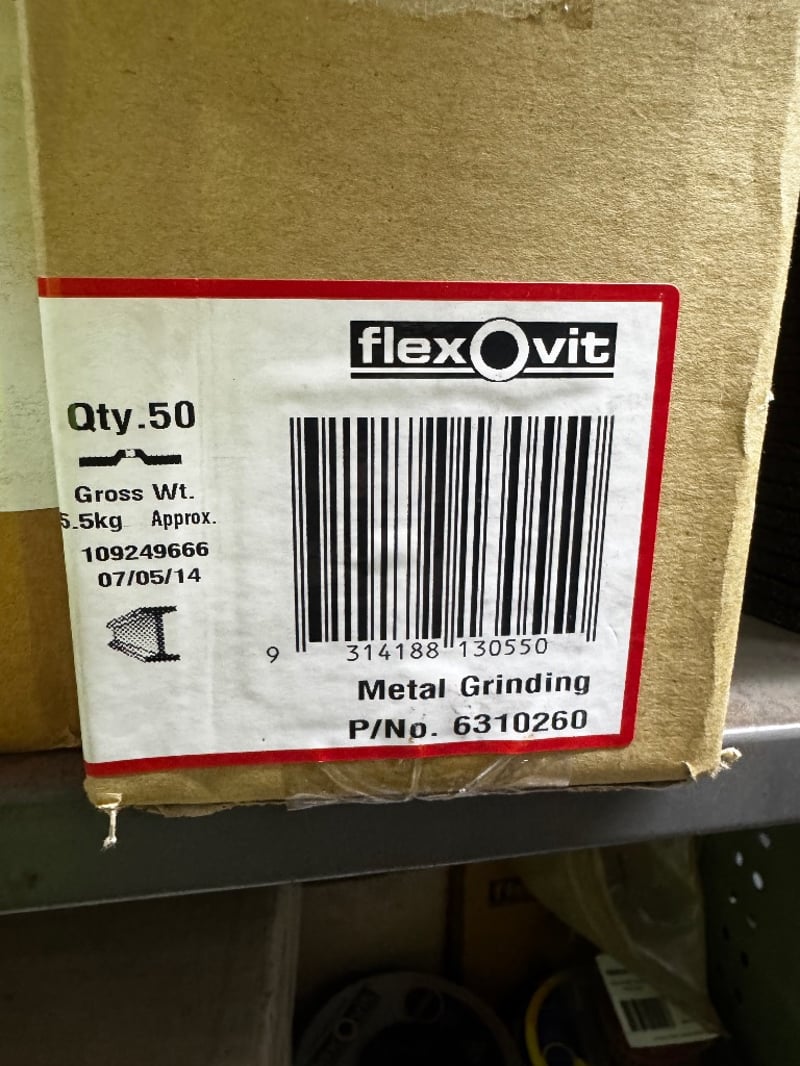 flexOvit
Qty.50
Gross Wt.
5.5kg Approx.
109249666
07/05/14
9 314188 130550
Metal Grinding
P/No. 6310260